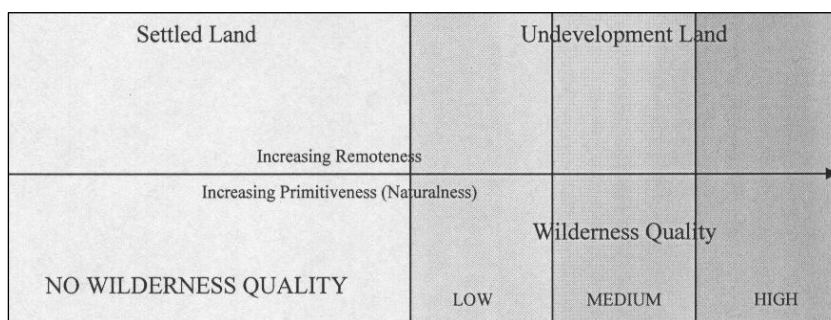 Settled Land
Undevelopment Land
Increasing Remoteness
Increasing Primitiveness (Naturalness)
Wilderness Quality
NO WILDERNESS QUALITY
LOW
MEDIUM
HIGH